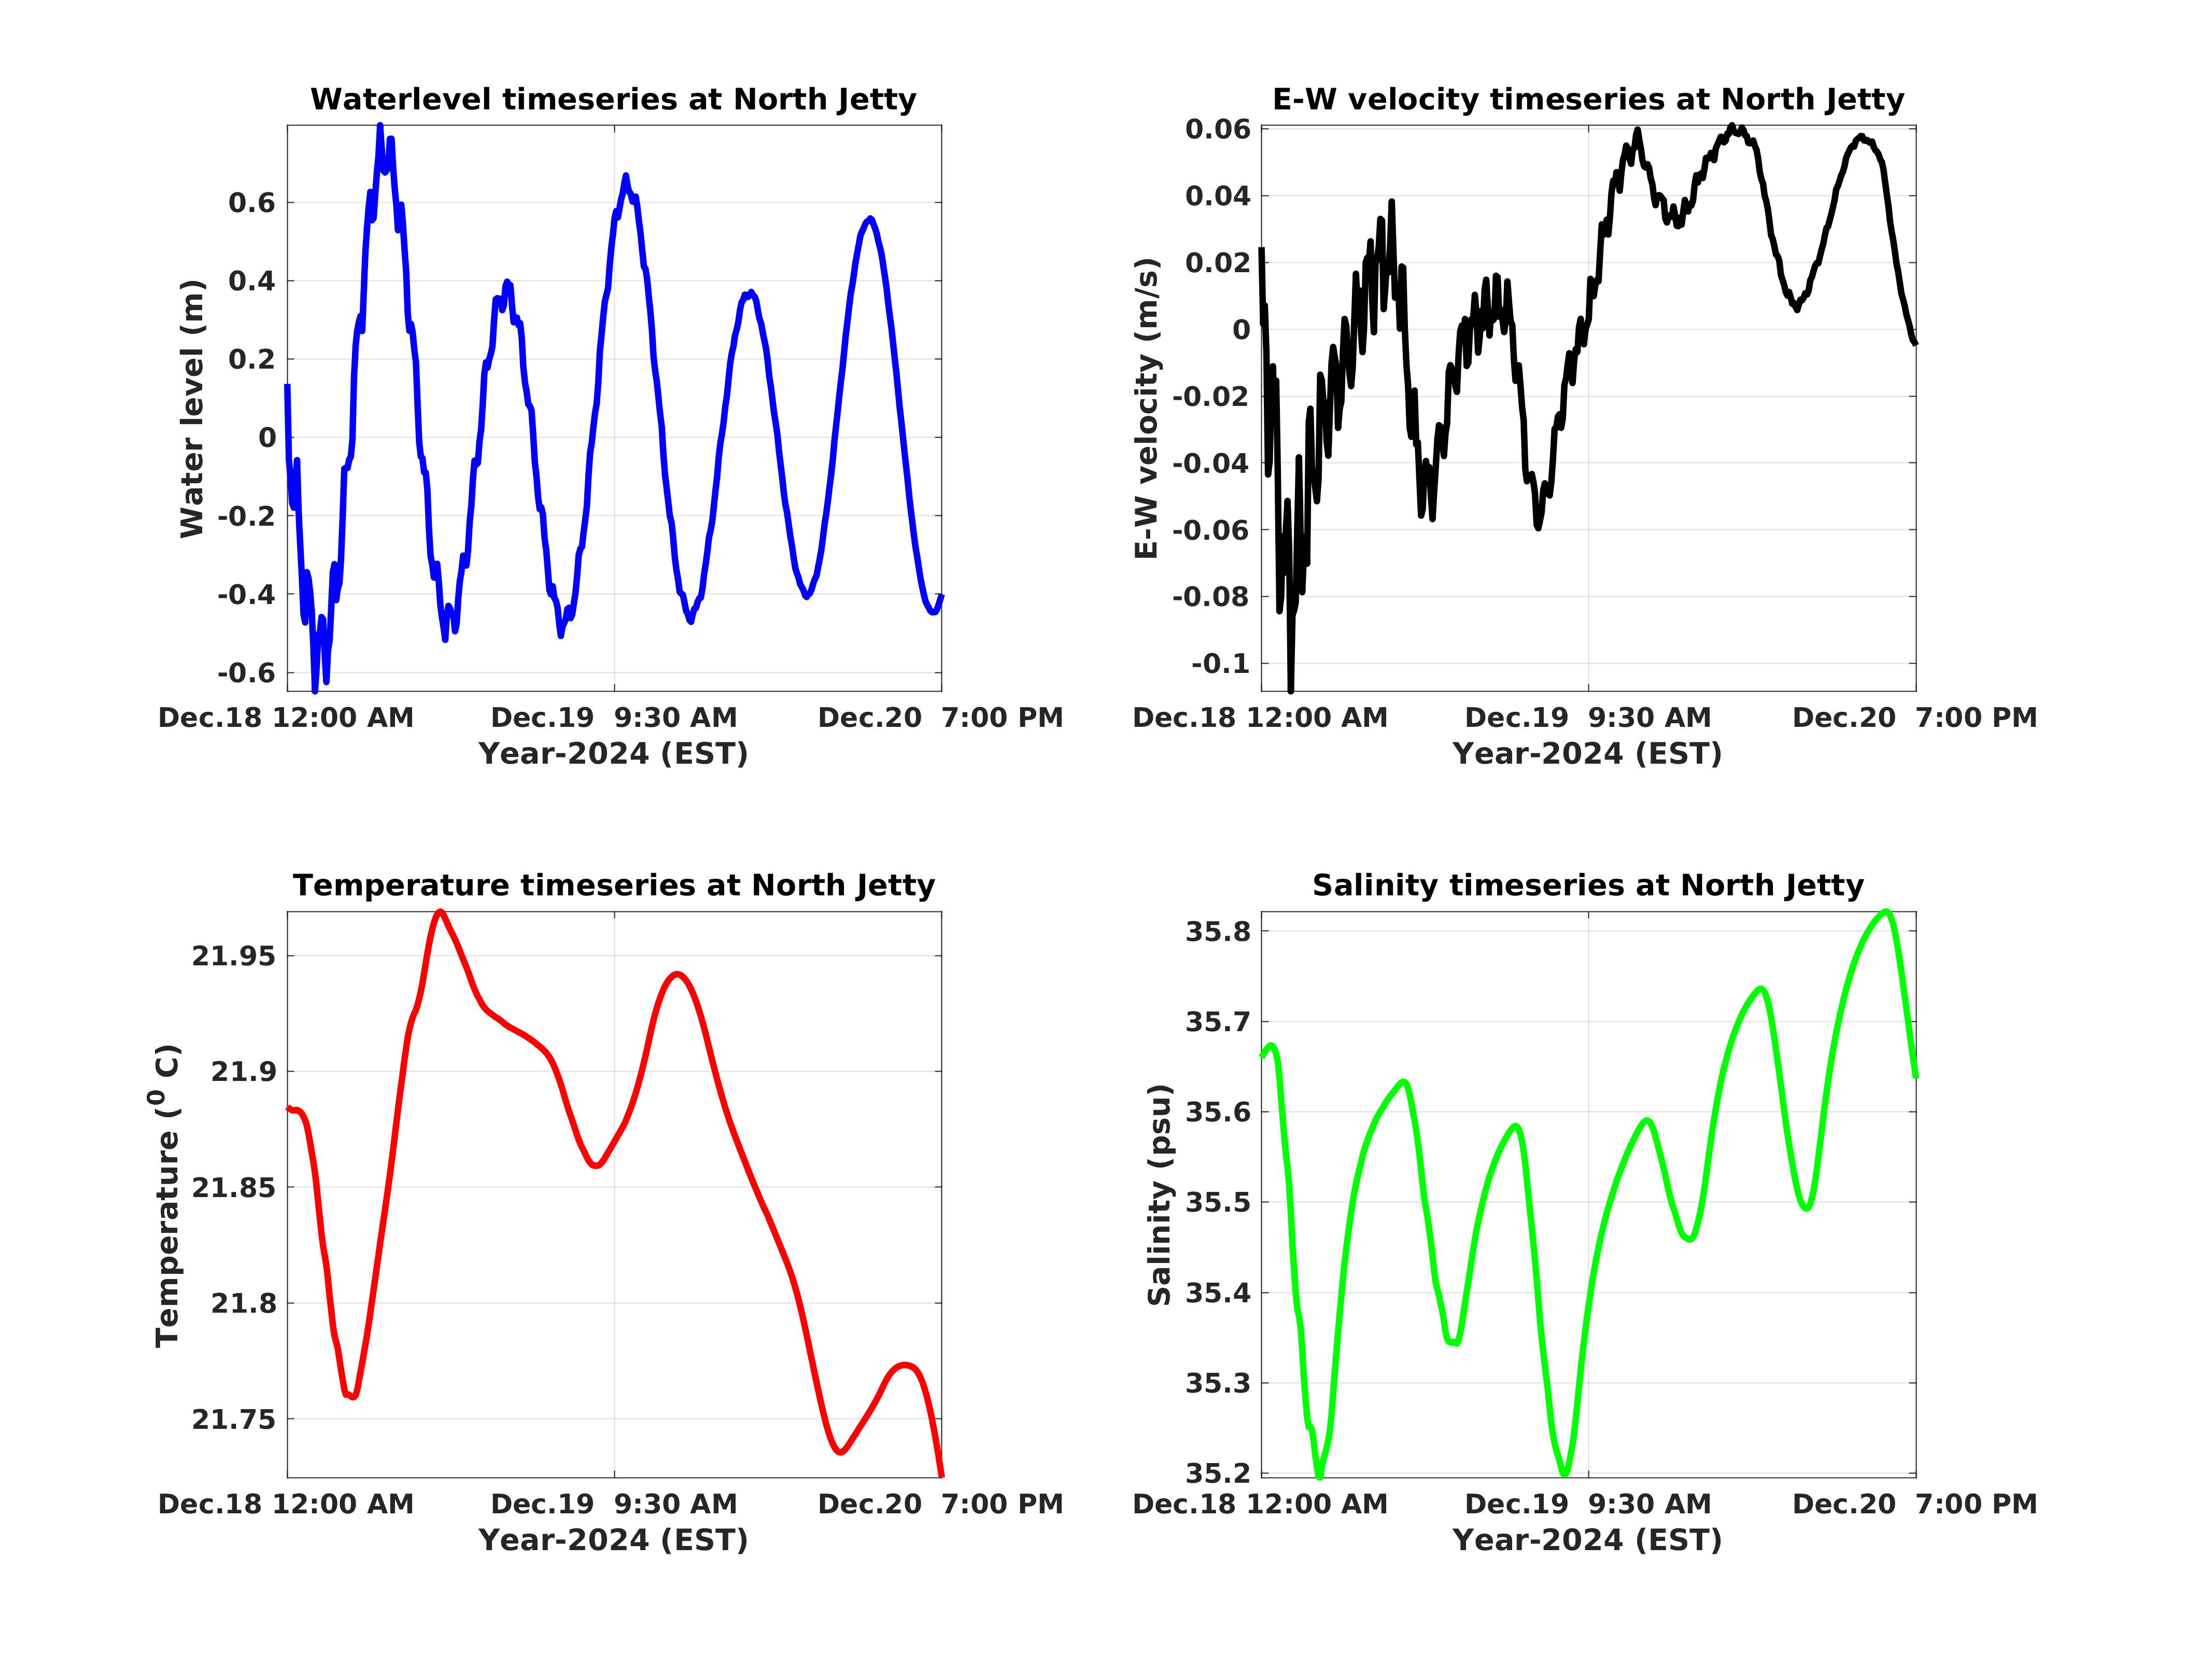 Waterlevel timeseries at North Jetty
Water level (m)
0.6
0.4
0.2
0
-0.2
-0.4
-0.6
Dec.18 12:00 AM Dec.19 9:30 AM Dec.20 7:00 PM
Year-2024 (EST)
E-W velocity timeseries at North Jetty
E-W velocity (m/s)
0.06
0.04
0.02
0
-0.02
-0.04
-0.06
-0.08
-0.1
Dec.18 12:00 AM Dec.19 9:30 AM Dec.20 7:00 PM
Year-2024 (EST)
Temperature timeseries at North Jetty
Temperature (⁰ C)
21.95
21.9
21.85
21.8
21.75
Dec.18 12:00 AM Dec.19 9:30 AM Dec.20 7:00 PM
Year-2024 (EST)
Salinity timeseries at North Jetty
Salinity (psu)
35.8
35.7
35.6
35.5
35.4
35.3
35.2
Dec.18 12:00 AM Dec.19 9:30 AM Dec.20 7:00 PM
Year-2024 (EST)